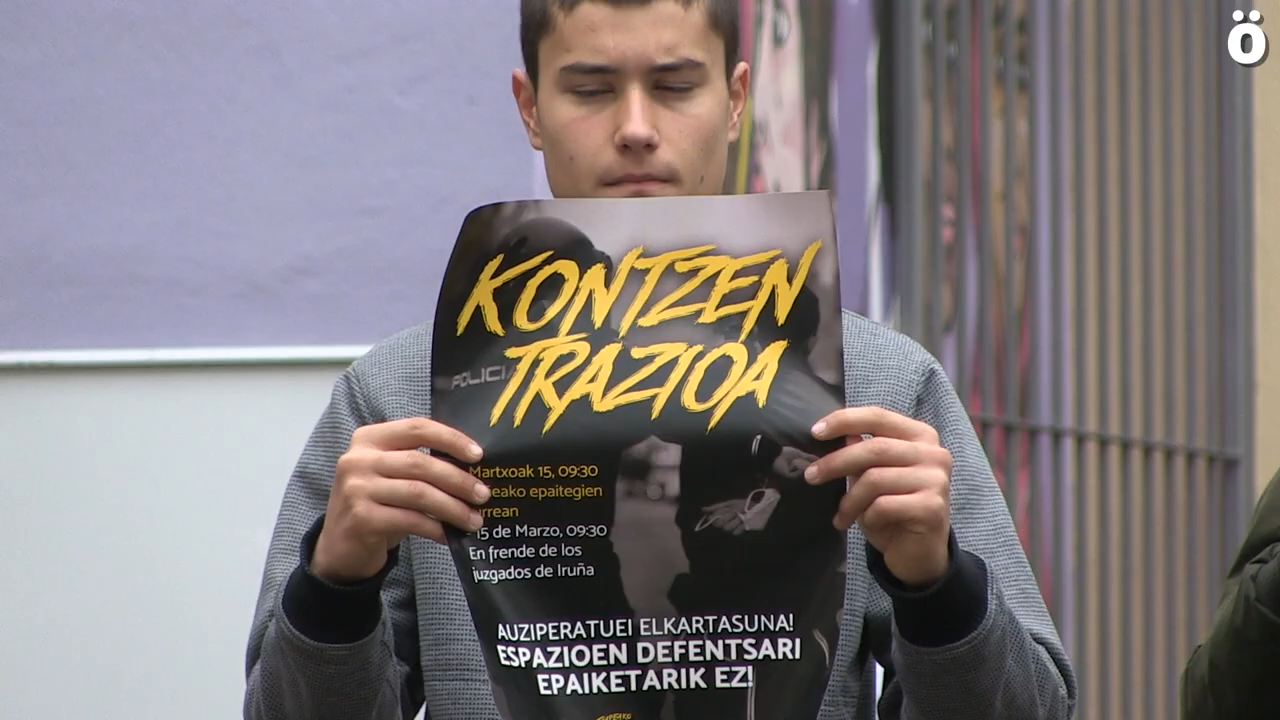 ö
KONTZEN
TRAZIOA
POLICIA
Martxoak 15, 09:30
epaitegien
15 de Marzo, 09:30
En frende de los
juzgados de Iruña
AUZIPERATUEI ELKARTASUNA!
ESPAZIOEN DEFENTSARI
EPAIKETARIK EZ!